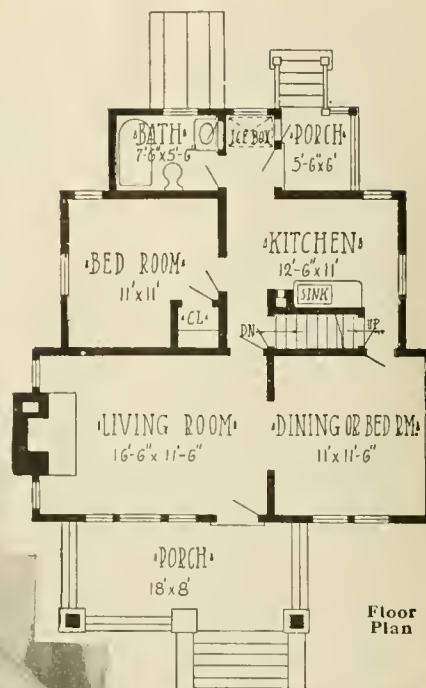 BATH
7'-6"x5'-6"
ICE BOX
PORCH
5'-6"x6'
BED ROOM
11'x11'
KITCHEN
12'-6"x11'
SINK
CL
DN
UP
LIVING ROOM
16'-6"x11'-6"
DINING OR BED RM.
11'x11'-6"
PORCH
18'x8'
Floor
Plan